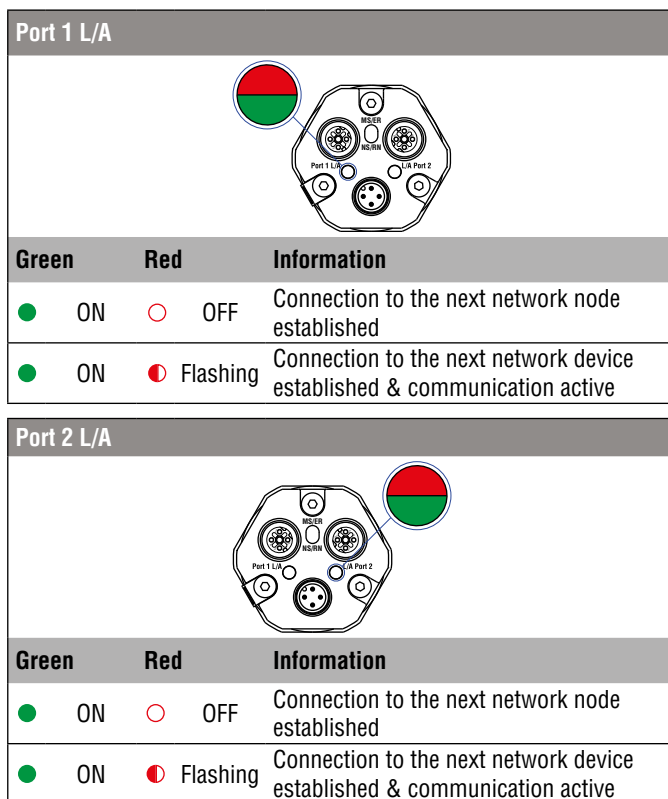 Port 1 L/A
MS/ER
NS/RN
Port 1 L/A
L/A Port 2
Green Red Information
ON OFF Connection to the next network node
established
ON Flashing Connection to the next network device
established & communication active
Port 2 L/A
MS/ER
NS/RN
Port 1 L/A
L/A Port 2
Green Red Information
ON OFF Connection to the next network node
established
ON Flashing Connection to the next network device
established & communication active